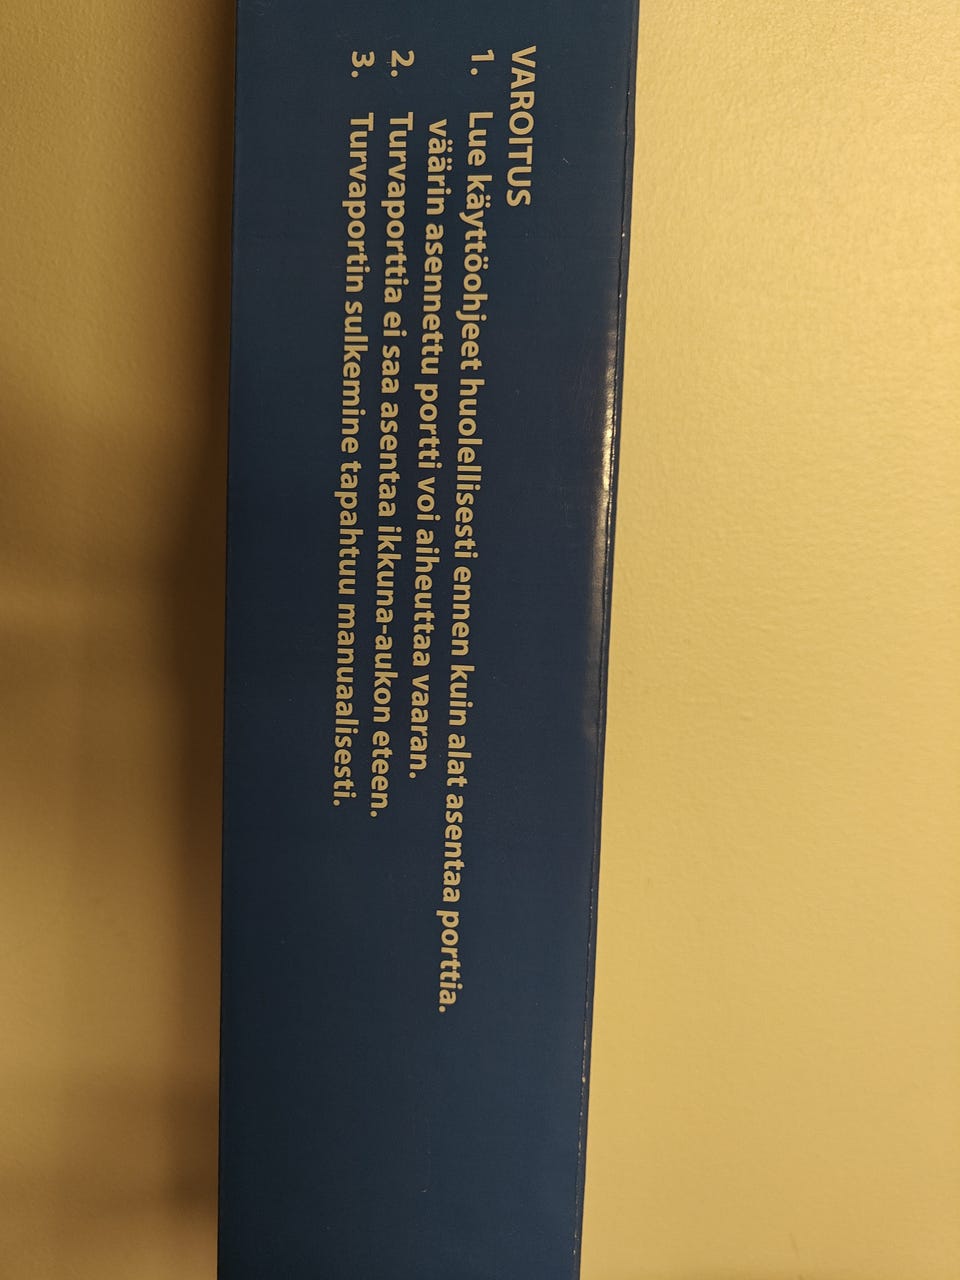 VAROITUS
1. Lue käyttöohjeet huolellisesti ennen kuin alat asentaa porttia.
väärin asennettu portti voi aiheuttaa vaaran.
2. Turvaporttia ei saa asentaa ikkuna-aukon eteen.
3. Turvaportin sulkemine tapahtuu manuaalisesti.